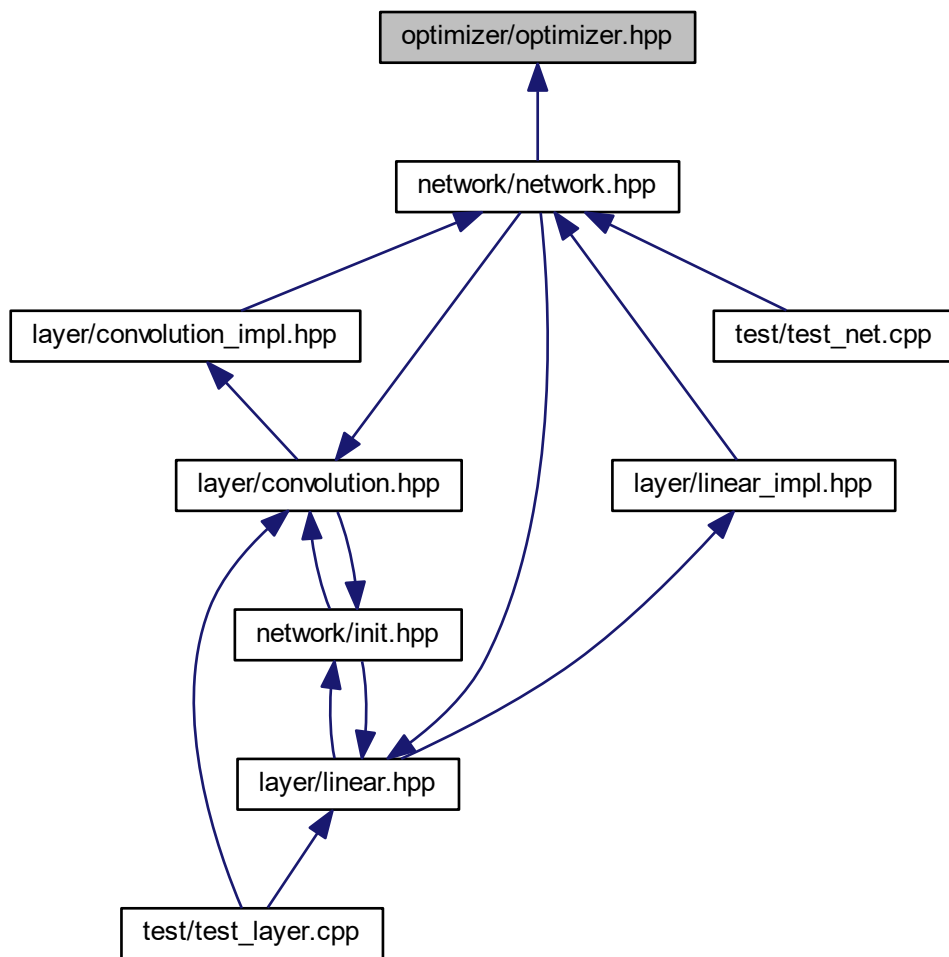 optimizer/optimizer.hpp
network/network.hpp
layer/convolution_impl.hpp
test/test_net.cpp
layer/convolution.hpp
layer/linear_impl.hpp
network/init.hpp
layer/linear.hpp
test/test_layer.cpp